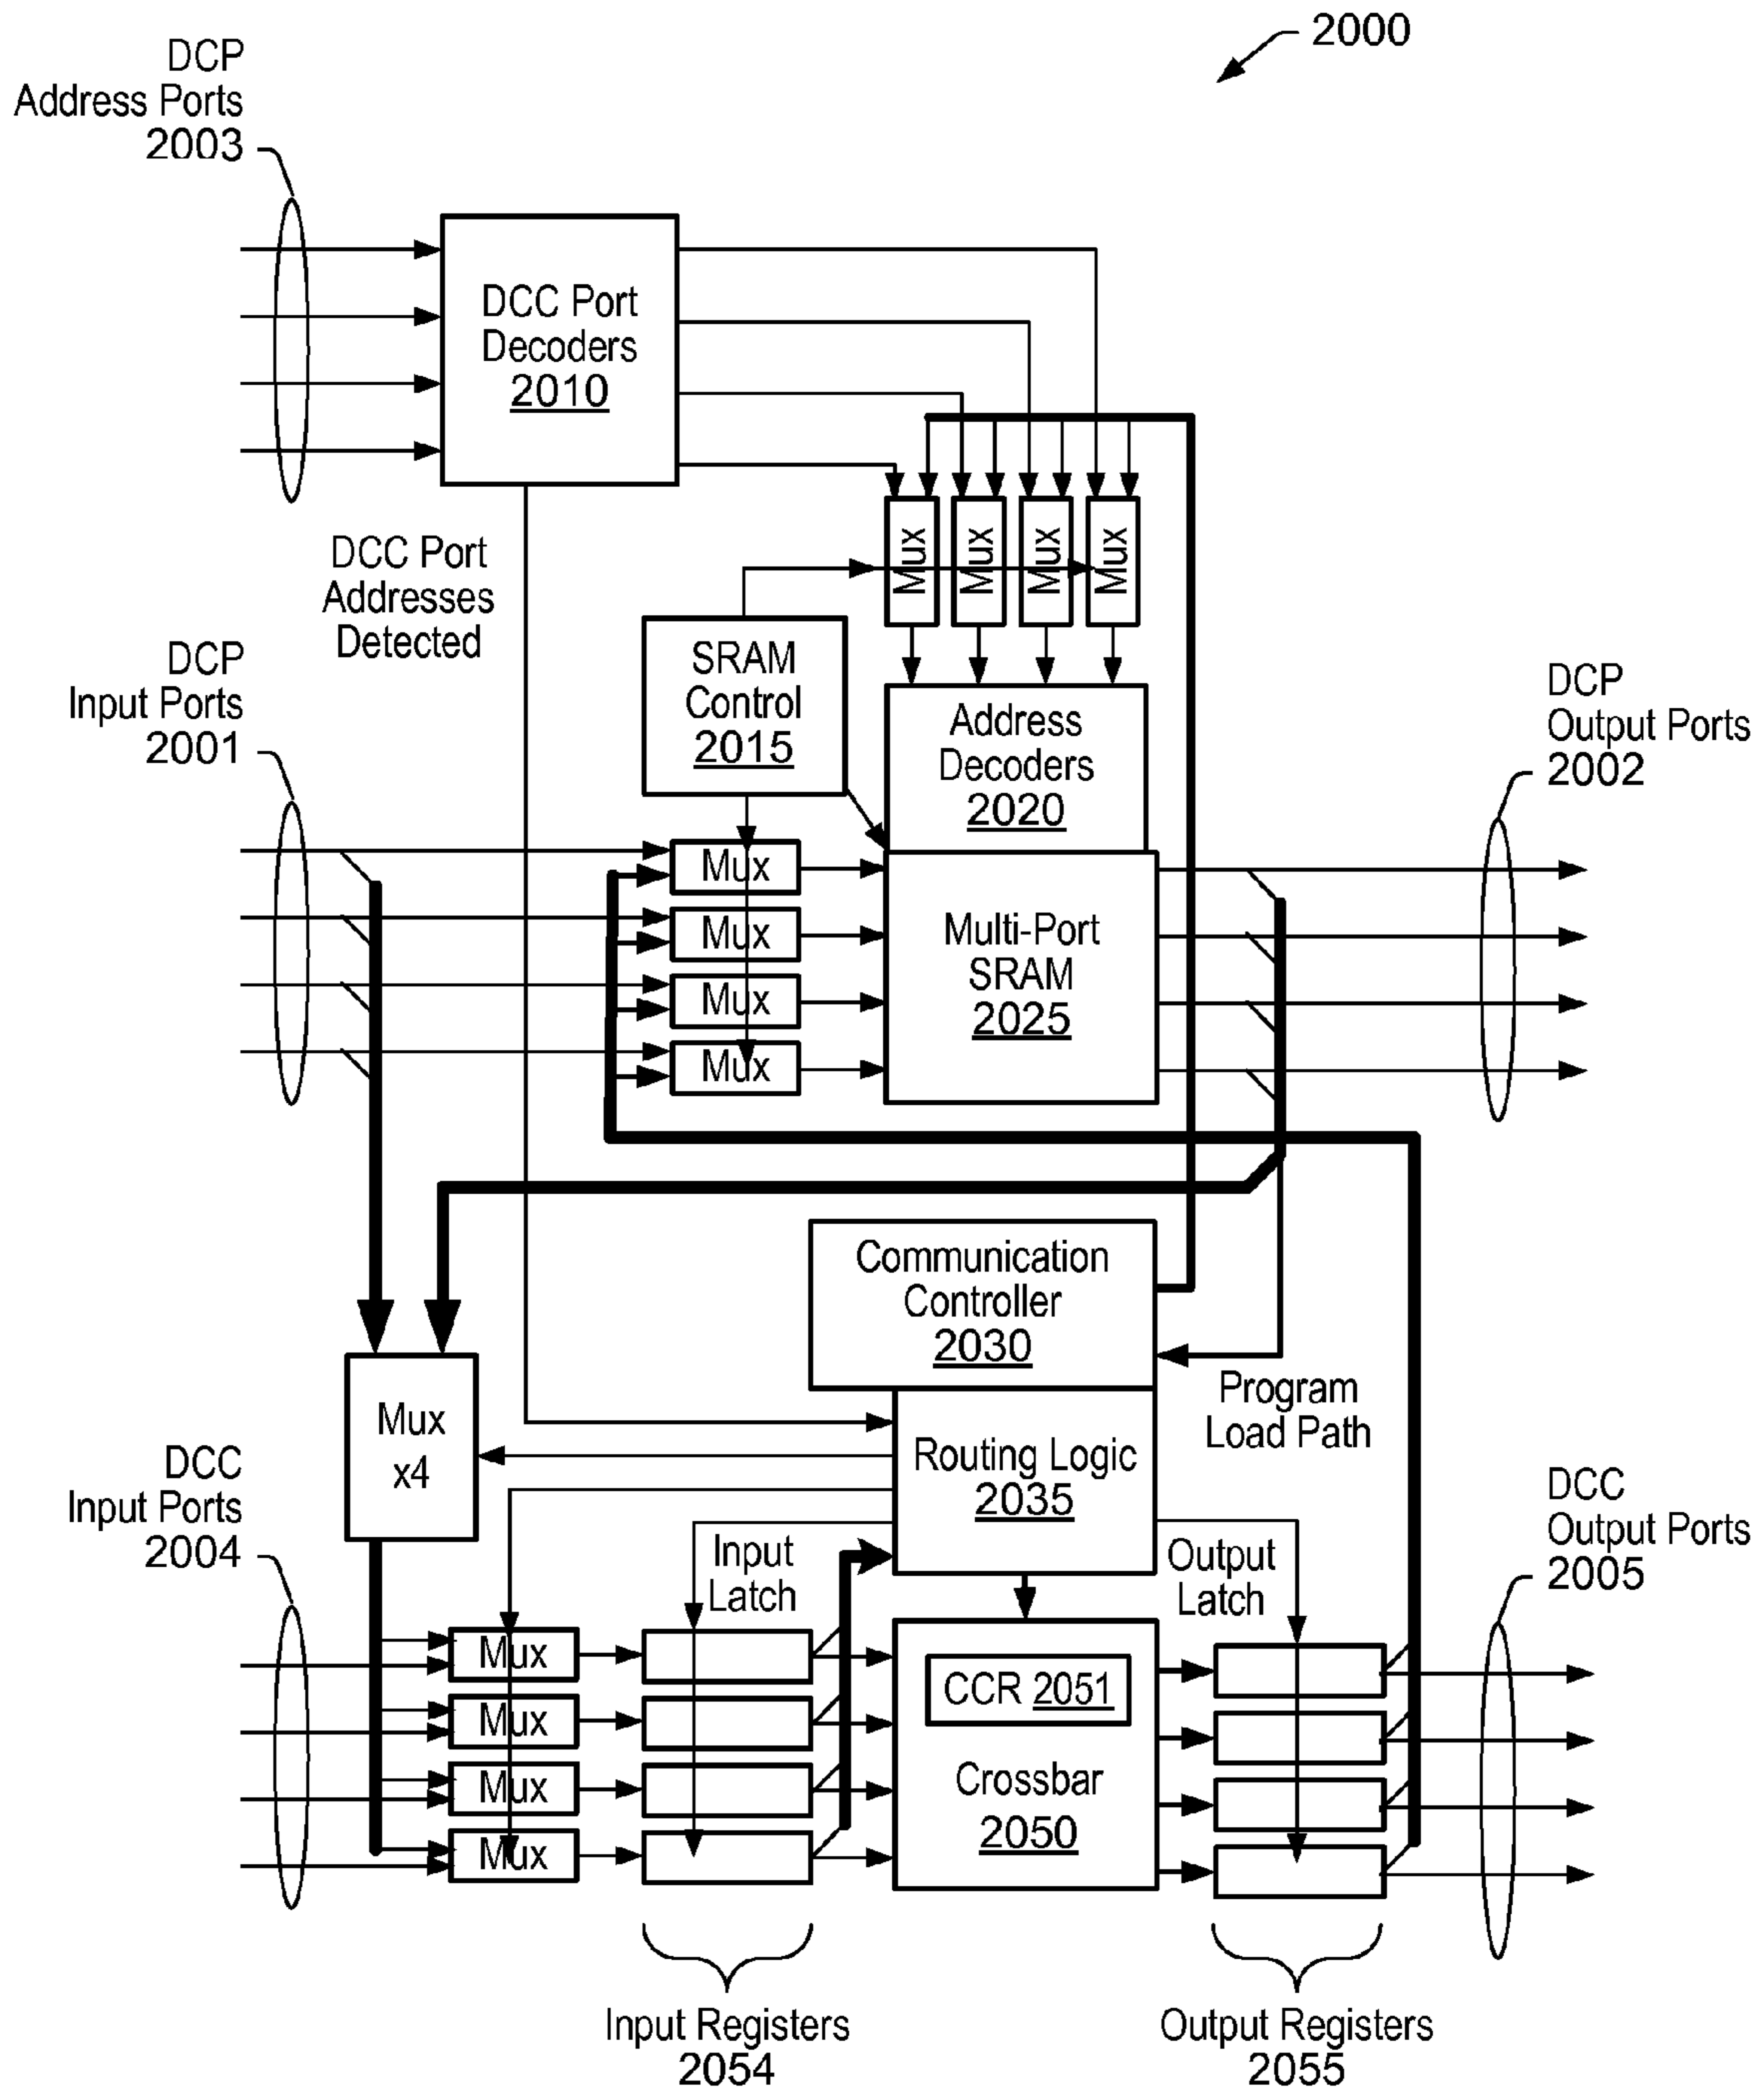 2000
DCP
Address Ports
2003
DCC Port
Decoders
2010
DCC Port
Addresses
Detected
Mux
Mux
Mux
Mux
SRAM
Control
2015
Address
Decoders
2020
DCP
Input Ports
2001
DCP
Output Ports
2002
Mux
Mux
Mux
Mux
Multi-Port
SRAM
2025
Communication
Controller
2030
Program
Load Path
Mux
x4
Routing Logic
2035
DCC
Input Ports
2004
Input
Latch
Output
Latch
DCC
Output Ports
2005
Mux
Mux
Mux
Mux
CCR 2051
Crossbar
2050
Input Registers
2054
Output Registers
2055